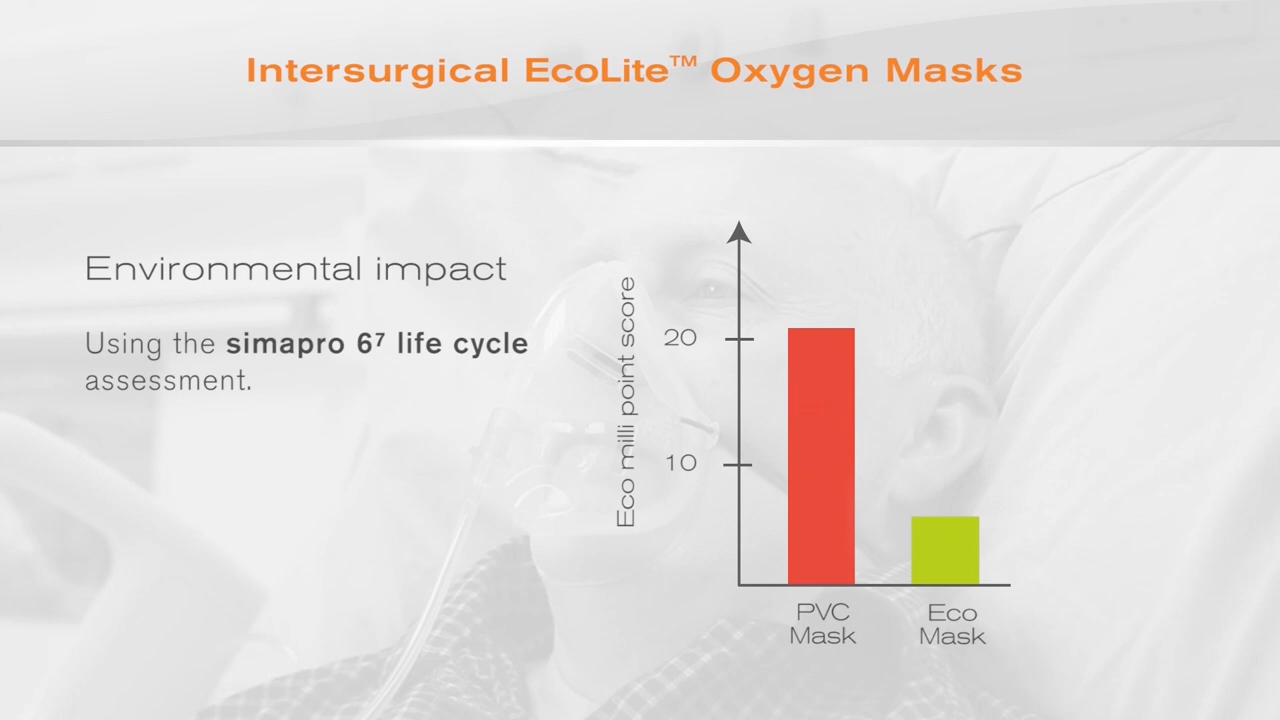 Intersurgical EcoLite™ Oxygen Masks
Environmental impact
Using the simapro 6⁷ life cycle
assessment.
Eco milli point score
20
10
PVC
Mask
Eco
Mask